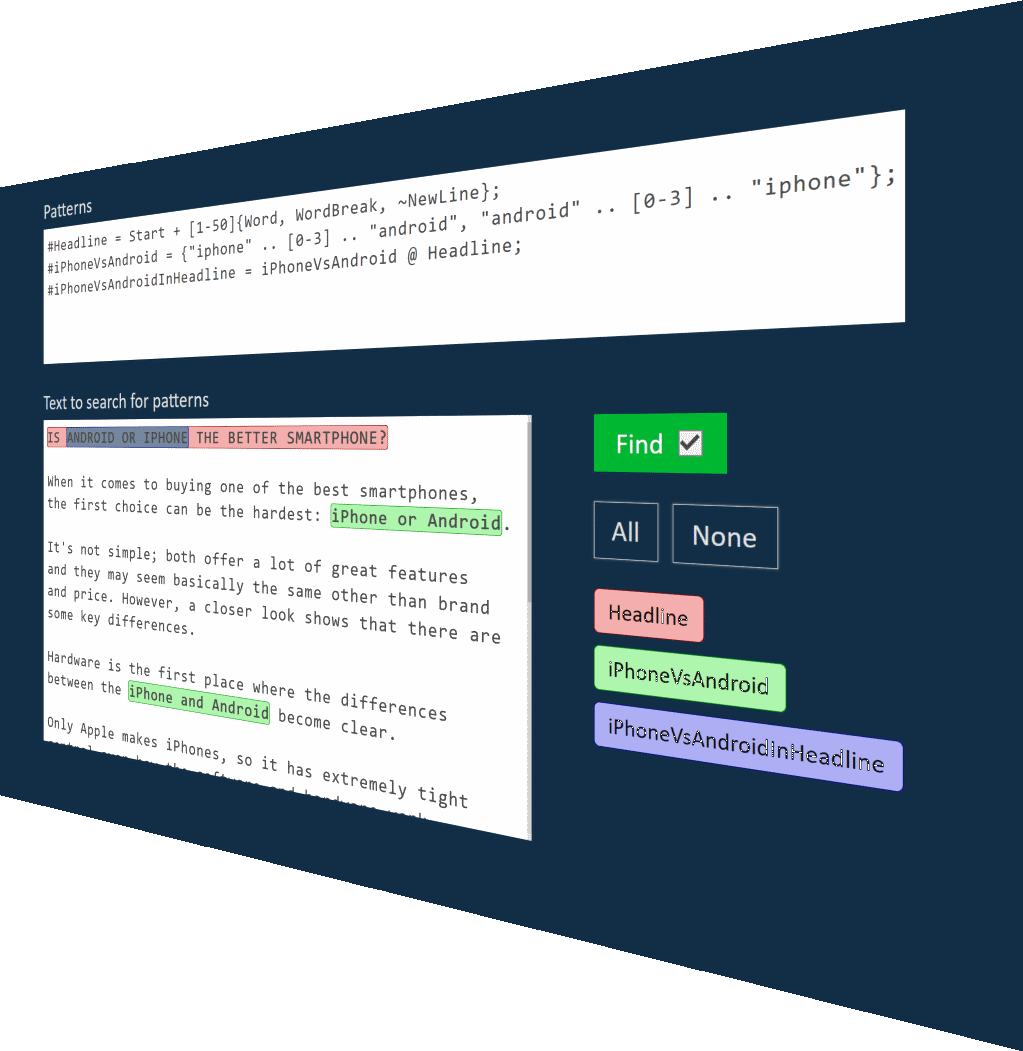 Patterns
#Headline = Start + [1-50]{Word, WordBreak, ~NewLine};
#iPhoneVsAndroid = {"iphone" .. [0-3] .. "android", "android" .. [0-3] .. "iphone"};
#iPhoneVsAndroidInHeadline = iPhoneVsAndroid @ Headline;
Text to search for patterns
IS ANDROID OR IPHONE THE BETTER SMARTPHONE?
When it comes to buying one of the best smartphones,
the first choice can be the hardest: iPhone or Android.
It's not simple; both offer a lot of great features
and they may seem basically the same other than brand
and price. However, a closer look shows that there are
some key differences.
Hardware is the first place where the differences
between the iPhone and Android become clear.
Only Apple makes iPhones, so it has extremely tight
Find
All
None
Headline
iPhoneVsAndroid
iPhoneVsAndroidInHeadline